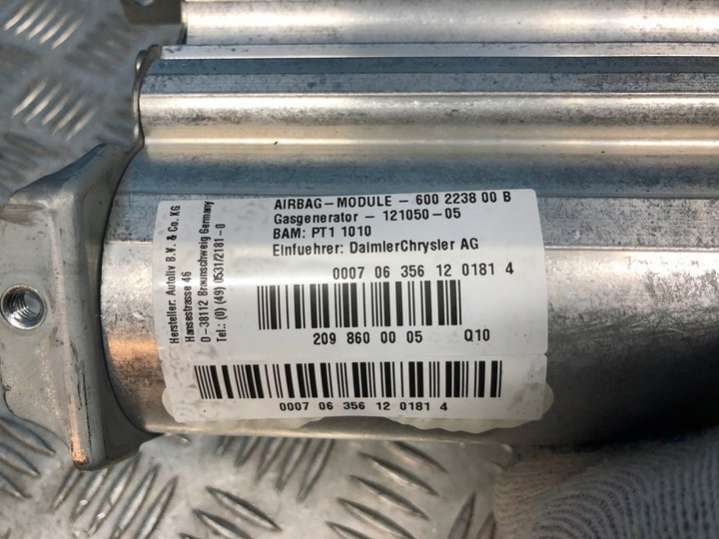 AIRBAG-MODULE - 600 2238 00 B
Gasgenerator - 121050-05
BAM: PT1 1010
Einfuehrer: DaimlerChrysler AG
Hersteller: Autoliv B.V. & Co. KG
Hansestrasse 46
D-38112 Braunschweig Germany
Tel.: (0) (49) 0531/2181-0
0007 06 356 12 0181 4
209 860 00 05 Q10
0007 06 356 12 0181 4